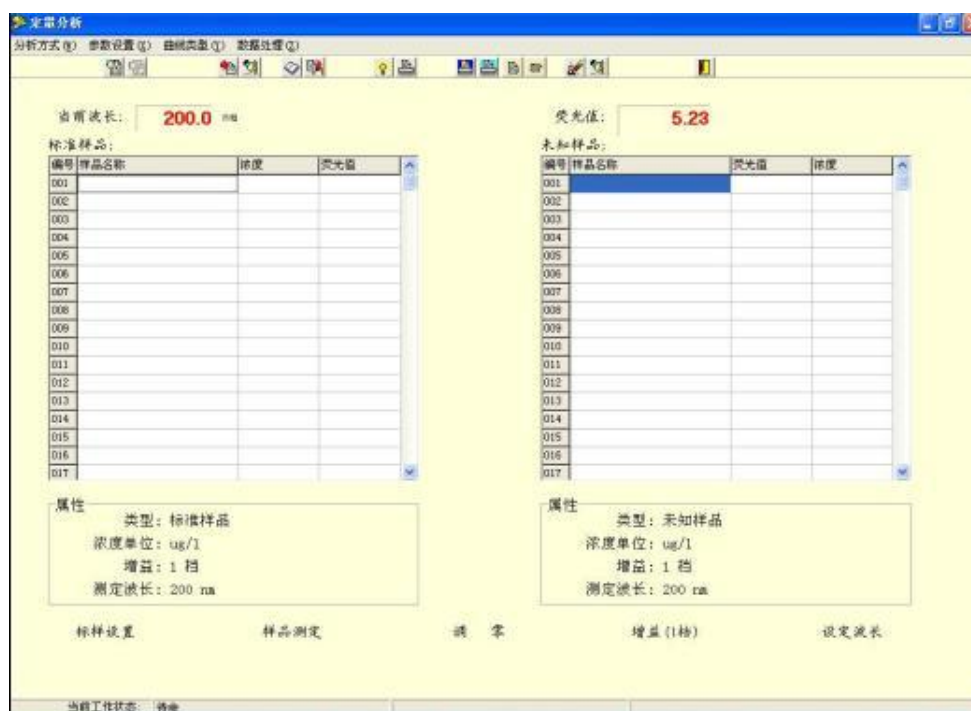 定量分析
分析方式(W) 参数设置(S) 曲线类型(T) 数据处理(Z)
当前波长: 200.0 nm 荧光值: 5.23
标准样品: 未知样品:
编号 样品名称 浓度 荧光值 编号 样品名称 荧光值 浓度
001 001
002 002
003 003
004 004
005 005
006 006
007 007
008 008
009 009
010 010
011 011
012 012
013 013
014 014
015 015
016 016
017 017
属性 属性
类型: 标准样品 类型: 未知样品
浓度单位: ug/l 浓度单位: ug/l
增益: 1 档 增益: 1 档
测定波长: 200 nm 测定波长: 200 nm
标样设置 样品测定 调 零 增益(1档) 设定波长
当前工作状态: 待命